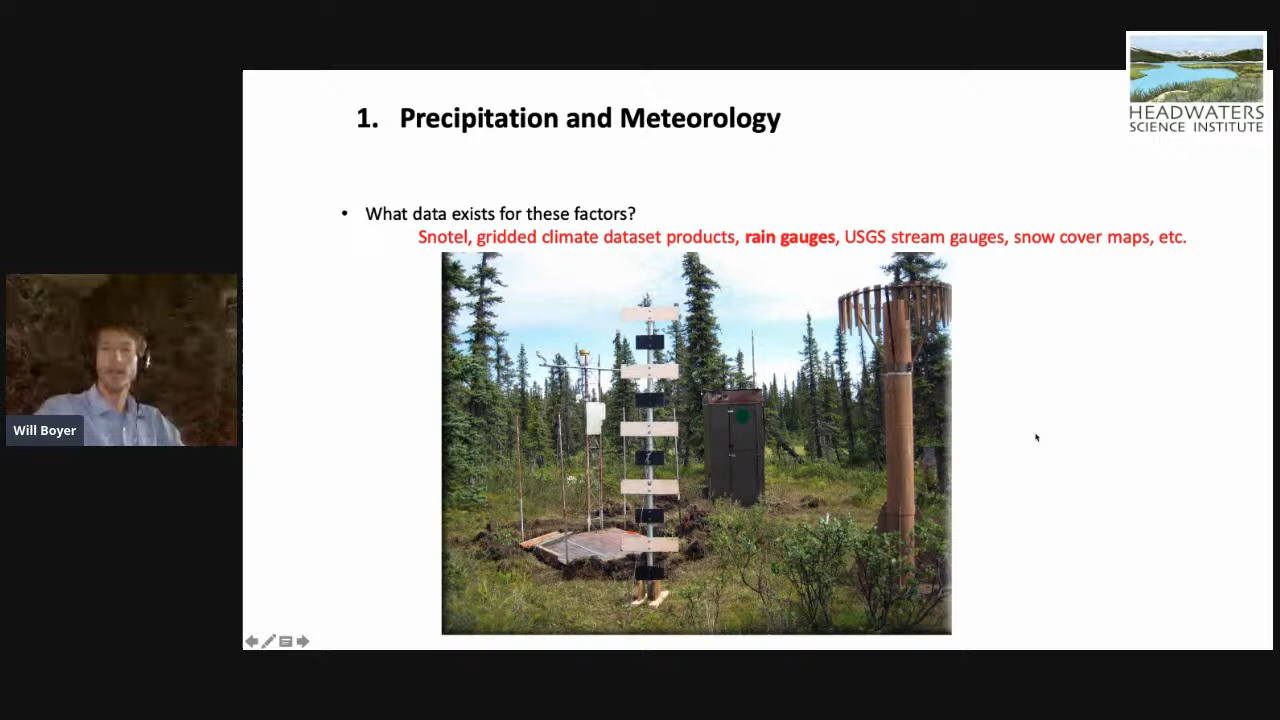 HEADWATERS
SCIENCE INSTITUTE
1. Precipitation and Meteorology
• What data exists for these factors?
Snotel, gridded climate dataset products, rain gauges, USGS stream gauges, snow cover maps, etc.
Will Boyer